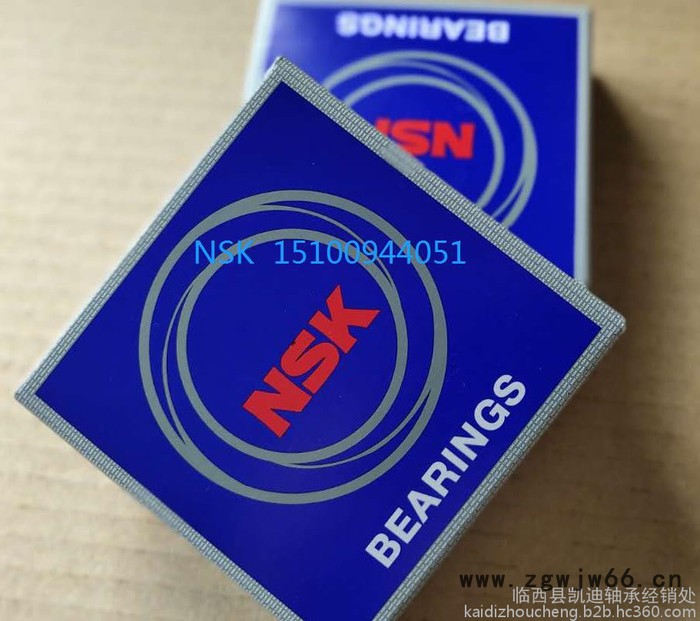 BEARINGS
NSK
NSK 15100944051
NSK
BEARINGS
www.zgwjw66.cn
临西县凯迪轴承经销处
kaidizhoucheng.b2b.hc360.com